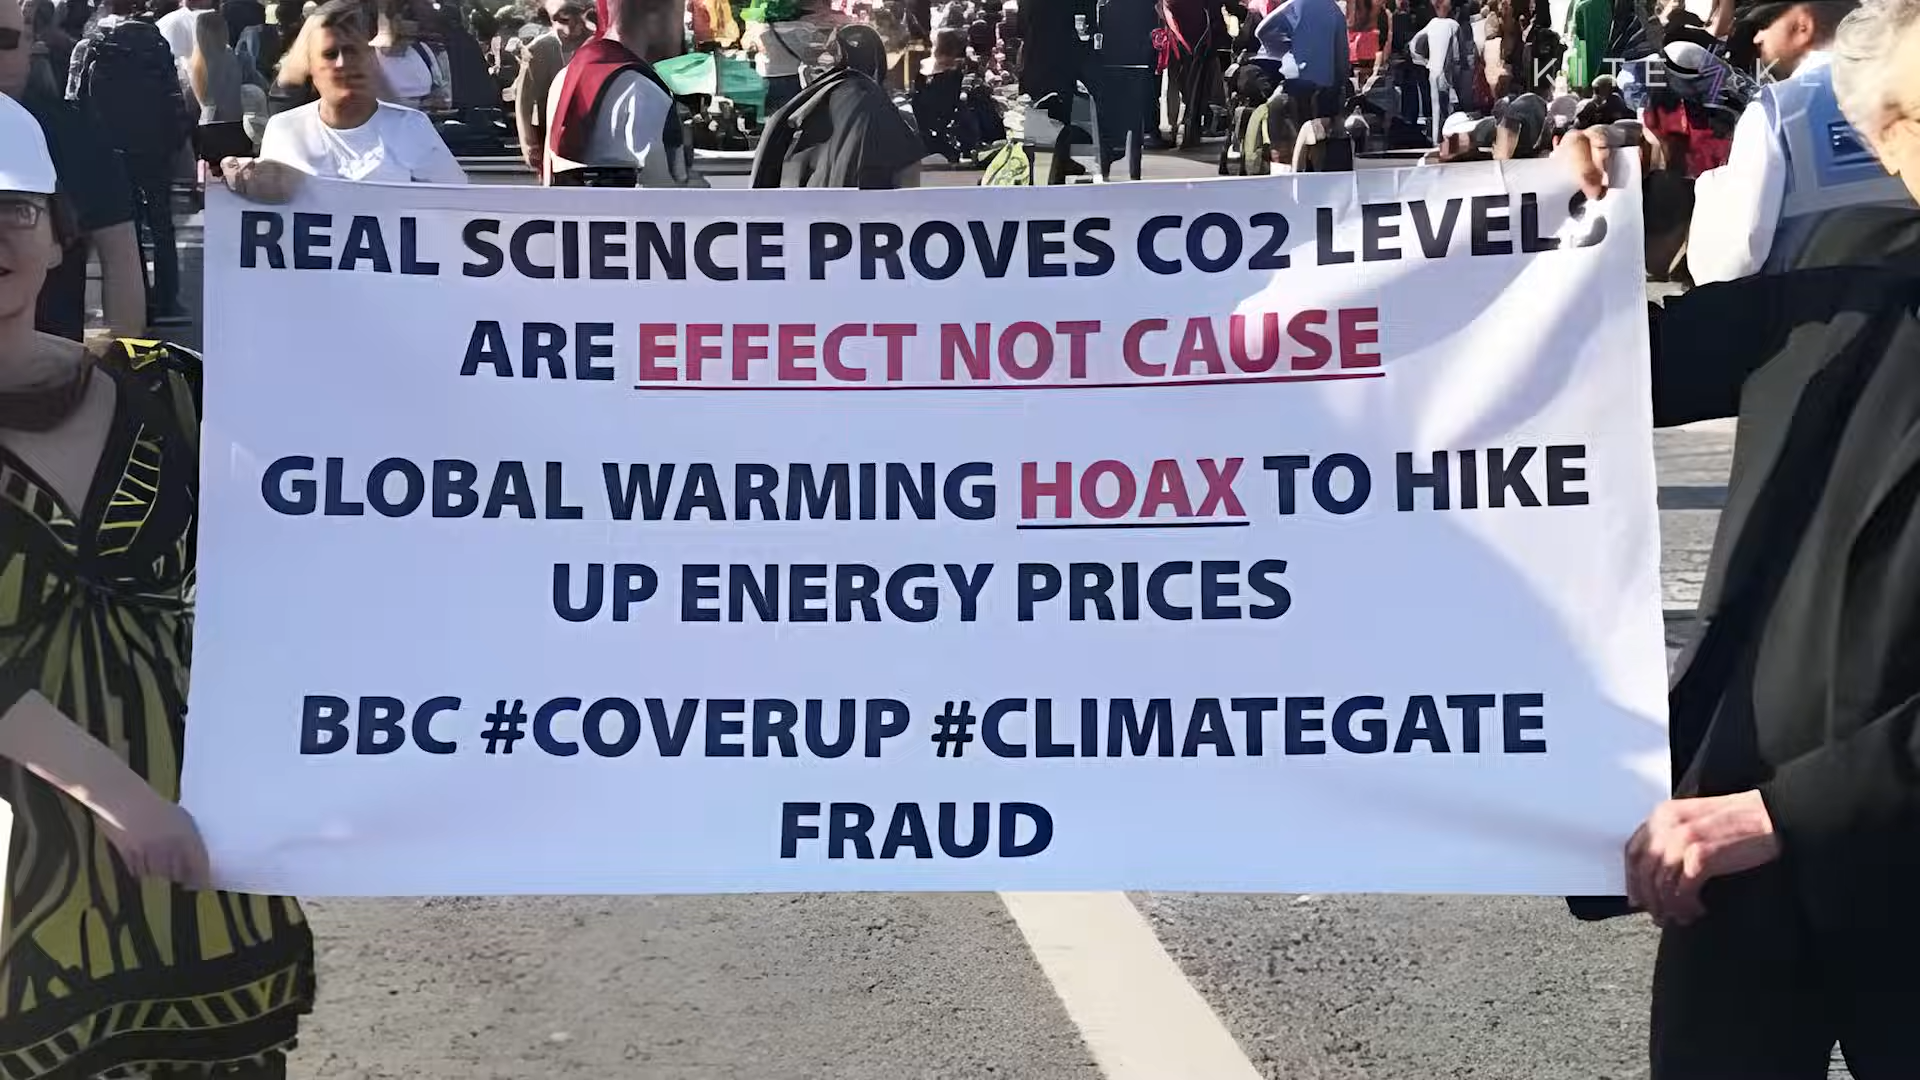 REAL SCIENCE PROVES CO2 LEVELS
ARE EFFECT NOT CAUSE
GLOBAL WARMING HOAX TO HIKE
UP ENERGY PRICES
BBC #COVERUP #CLIMATEGATE
FRAUD
KITE